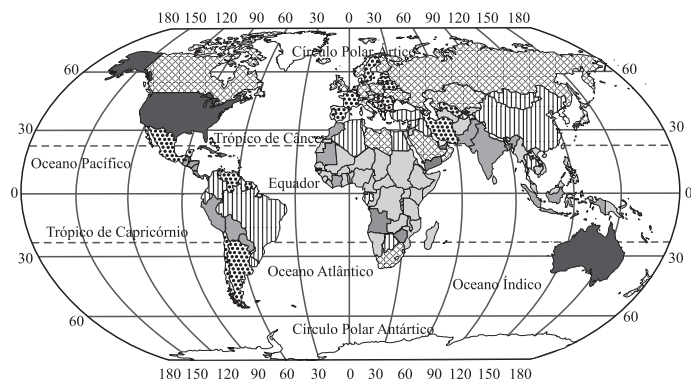 180 150 120 90 60 30 0 30 60 90 120 150 180
Círculo Polar Ártico
60 60
30 30
Trópico de Câncer
Oceano Pacífico
Equador
0 0
Trópico de Capricórnio
30 30
Oceano Atlântico
Oceano Índico
60 60
Círculo Polar Antártico
180 150 120 90 60 30 0 30 60 90 120 150 180